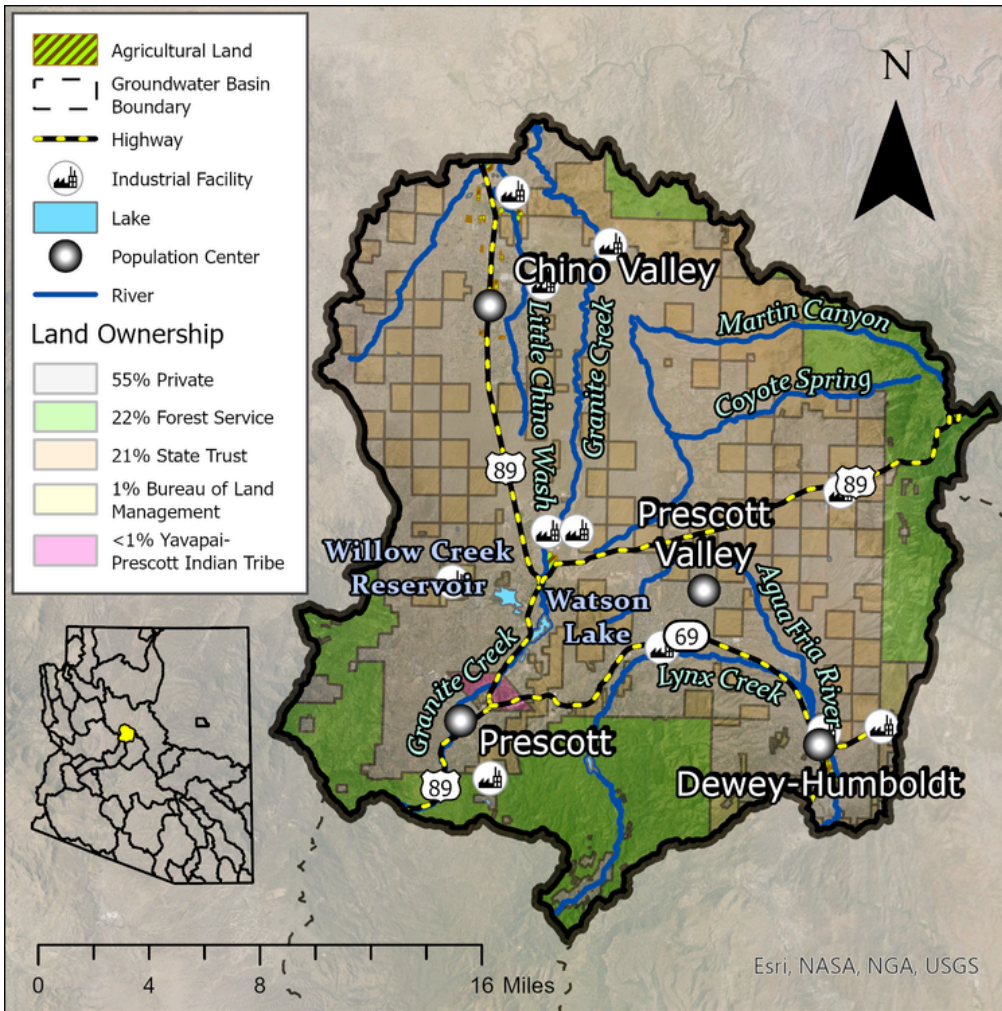 Agricultural Land
Groundwater Basin
Boundary
Highway
Industrial Facility
Lake
Population Center
River
Land Ownership
55% Private
22% Forest Service
21% State Trust
1% Bureau of Land
Management
<1% Yavapai-
Prescott Indian Tribe
N
Chino Valley
Little Chino Wash
Granite Creek
Martin Canyon
Coyote Spring
89
89
Prescott
Valley
Willow Creek
Reservoir
Watson
Lake
Agua Fria River
69
Lynx Creek
Granite Creek
Prescott
89
Dewey-Humboldt
0 4 8 16 Miles
Esri, NASA, NGA, USGS